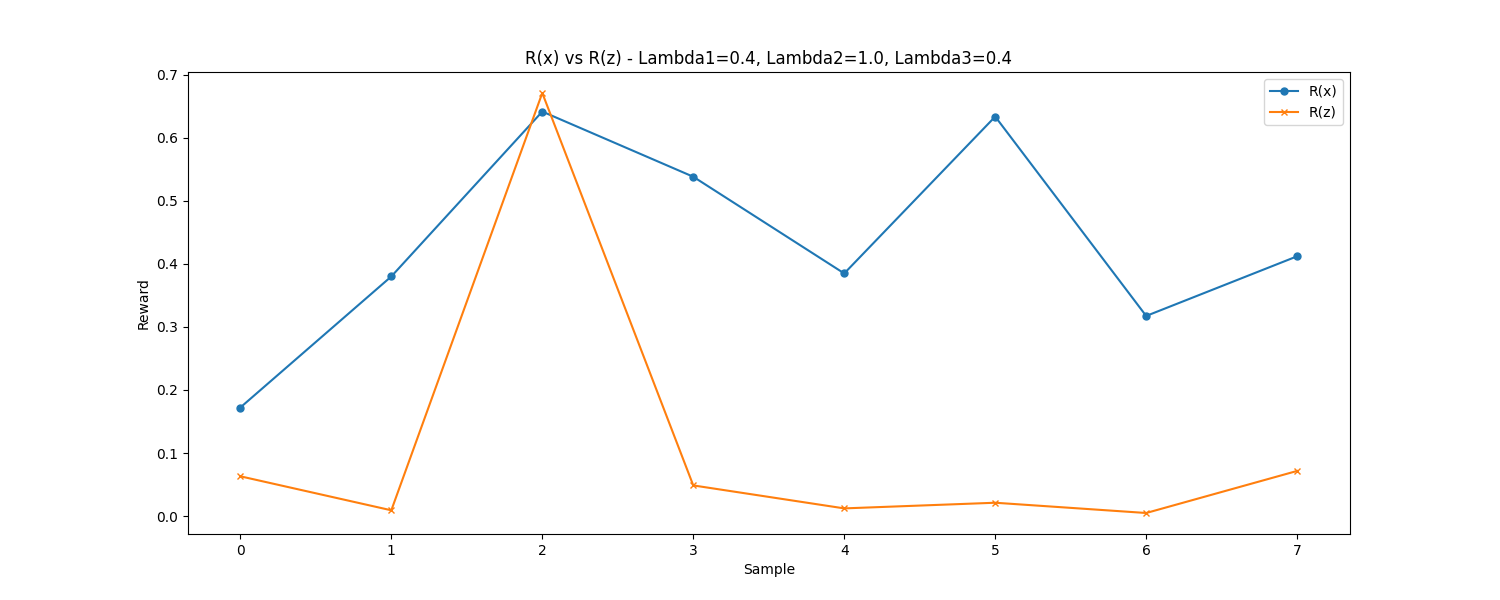 R(x) vs R(z) - Lambda1=0.4, Lambda2=1.0, Lambda3=0.4
R(x)
R(z)
0.7
0.6
0.5
0.4
0.3
0.2
0.1
0.0
Reward
0 1 2 3 4 5 6 7
Sample